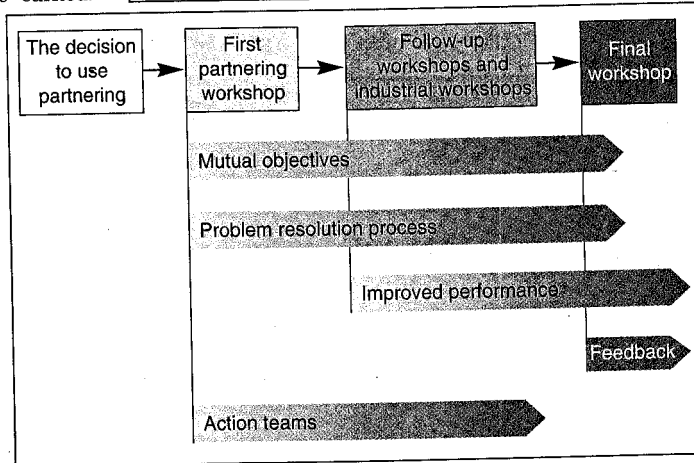 The decision
to use
partnering
First
partnering
workshop
Follow-up
workshops and
industrial workshops
Final
workshop
Mutual objectives
Problem resolution process
Improved performance
Feedback
Action teams